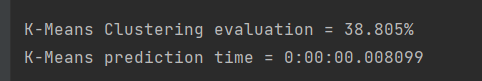 K-Means Clustering evaluation = 38.805%
K-Means prediction time = 0:00:00.008099